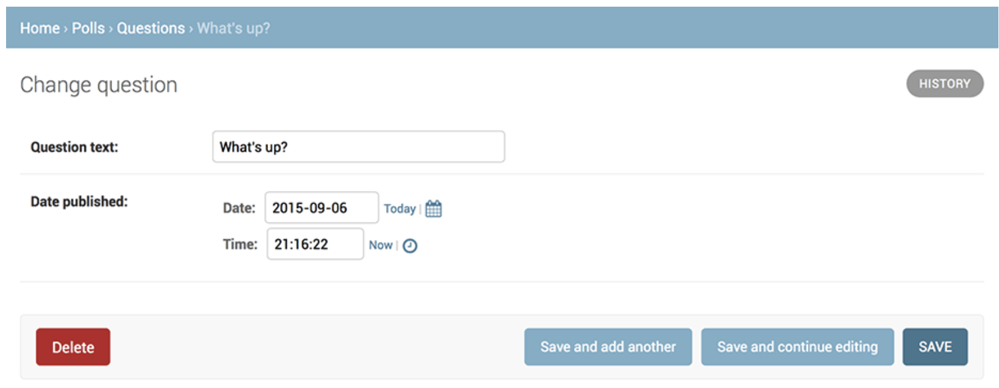 Home › Polls › Questions › What's up?
Change question
HISTORY
Question text: What's up?
Date published:
Date: 2015-09-06 Today |
Time: 21:16:22 Now |
Delete Save and add another Save and continue editing SAVE